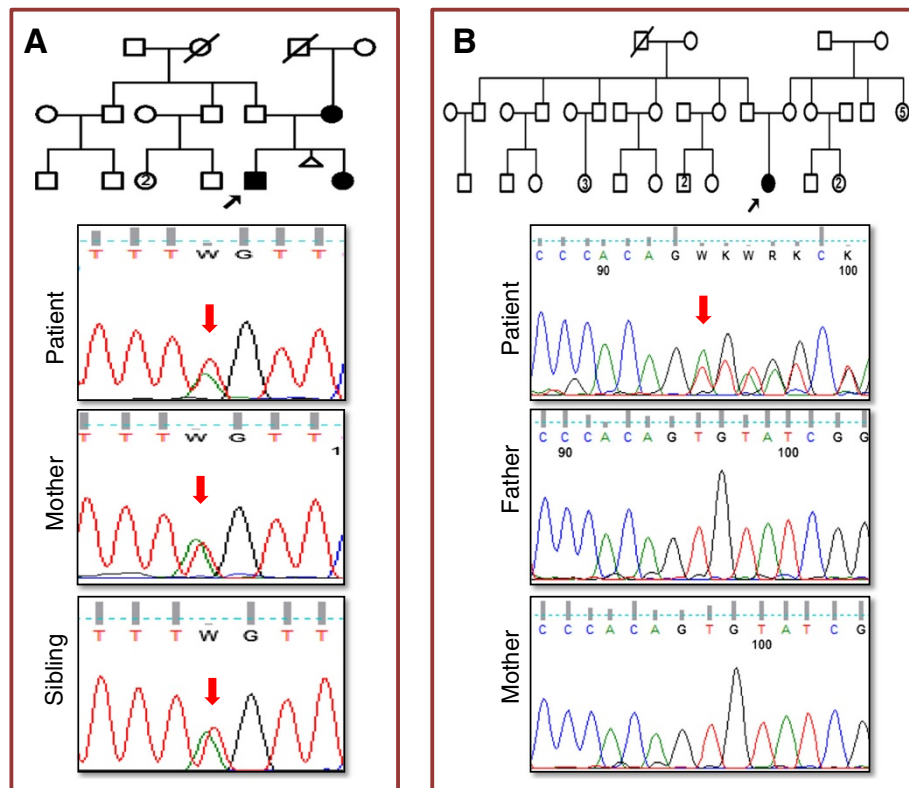 A
2
Patient
T T T W G T T
Mother
T T T W G T T
1
Sibling
T T T W G T T
B
5
3
2
2
Patient
C C C A C A G W K W R K C K
90 100
Father
C C C A C A G T G T A T C G G
90 100
Mother
C C C A C A G T G T A T C G
100